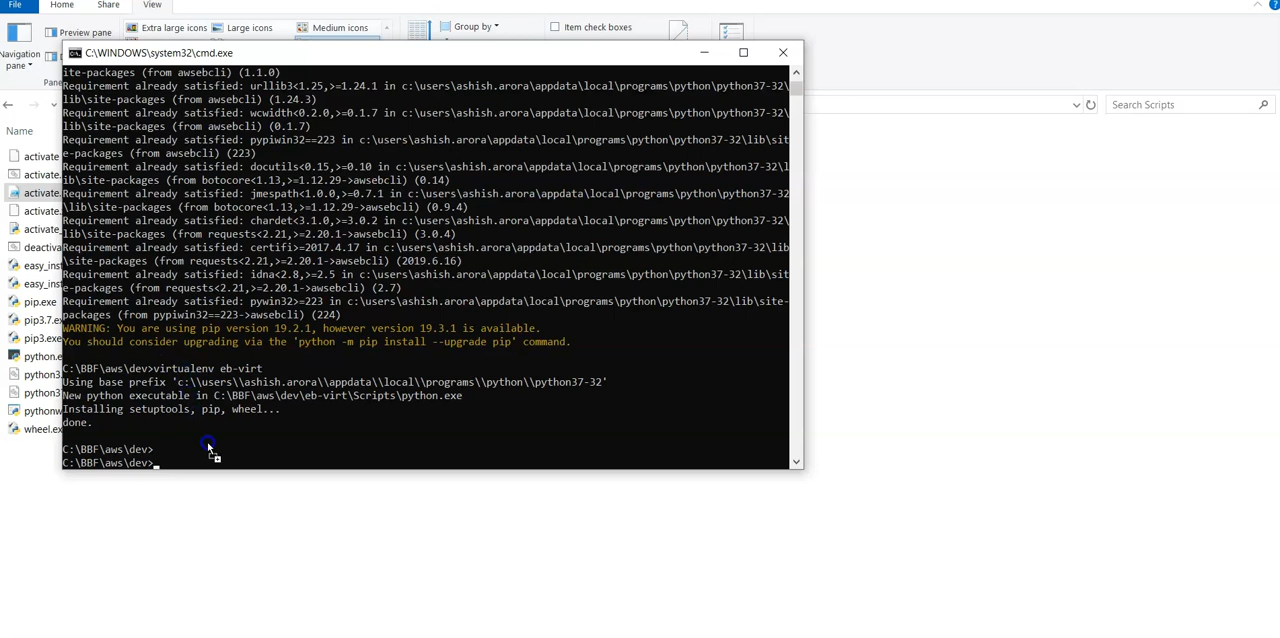 File Home Share View
Extra large icons Large icons Medium icons
Preview pane
Group by
Item check boxes
Navigation
pane
C:\WINDOWS\system32\cmd.exe
Search Scripts
Name
activate
activate.
activate
activate.
activate_
deactiva
easy_inst
easy_inst
pip.exe
pip3.7.ex
pip3.exe
python.e
python3
python3
pythonw
wheel.ex
ite-packages (from awsebcli) (1.1.0)
Requirement already satisfied: urllib3<1.25,>=1.24.1 in c:\users\ashish.arora\appdata\local\programs\python\python37-32\
lib\site-packages (from awsebcli) (1.24.3)
Requirement already satisfied: wcwidth<0.2.0,>=0.1.7 in c:\users\ashish.arora\appdata\local\programs\python\python37-32\
lib\site-packages (from awsebcli) (0.1.7)
Requirement already satisfied: pypiwin32==223 in c:\users\ashish.arora\appdata\local\programs\python\python37-32\lib\sit
e-packages (from awsebcli) (223)
Requirement already satisfied: docutils<0.15,>=0.10 in c:\users\ashish.arora\appdata\local\programs\python\python37-32\l
ib\site-packages (from botocore<1.13,>=1.12.29->awsebcli) (0.14)
Requirement already satisfied: jmespath<1.0.0,>=0.7.1 in c:\users\ashish.arora\appdata\local\programs\python\python37-32
\lib\site-packages (from botocore<1.13,>=1.12.29->awsebcli) (0.9.4)
Requirement already satisfied: chardet<3.1.0,>=3.0.2 in c:\users\ashish.arora\appdata\local\programs\python\python37-32\
lib\site-packages (from requests<2.21,>=2.20.1->awsebcli) (3.0.4)
Requirement already satisfied: certifi>=2017.4.17 in c:\users\ashish.arora\appdata\local\programs\python\python37-32\lib
\site-packages (from requests<2.21,>=2.20.1->awsebcli) (2019.6.16)
Requirement already satisfied: idna<2.8,>=2.5 in c:\users\ashish.arora\appdata\local\programs\python\python37-32\lib\sit
e-packages (from requests<2.21,>=2.20.1->awsebcli) (2.7)
Requirement already satisfied: pywin32>=223 in c:\users\ashish.arora\appdata\local\programs\python\python37-32\lib\site-
packages (from pypiwin32==223->awsebcli) (224)
WARNING: You are using pip version 19.2.1, however version 19.3.1 is available.
You should consider upgrading via the 'python -m pip install --upgrade pip' command.
C:\BBF\aws\dev>virtualenv eb-virt
Using base prefix 'c:\\users\\ashish.arora\\appdata\\local\\programs\\python\\python37-32'
New python executable in C:\BBF\aws\dev\eb-virt\Scripts\python.exe
Installing setuptools, pip, wheel...
done.
C:\BBF\aws\dev>
C:\BBF\aws\dev>